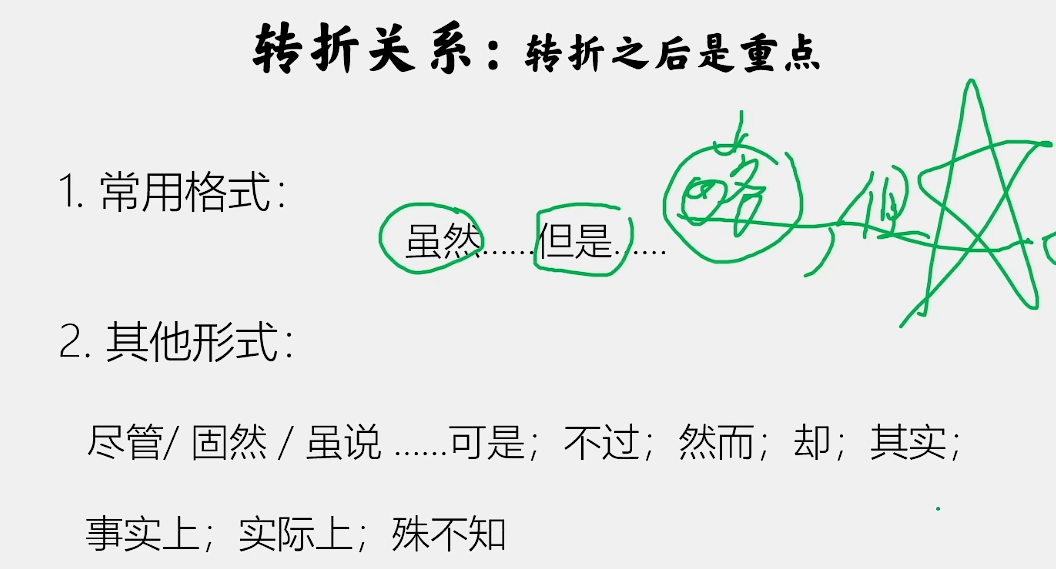 转折关系：转折之后是重点
1. 常用格式：
虽然……但是……
略，但
2. 其他形式：
尽管/ 固然 / 虽说 ……可是；不过；然而；却；其实；
事实上；实际上；殊不知